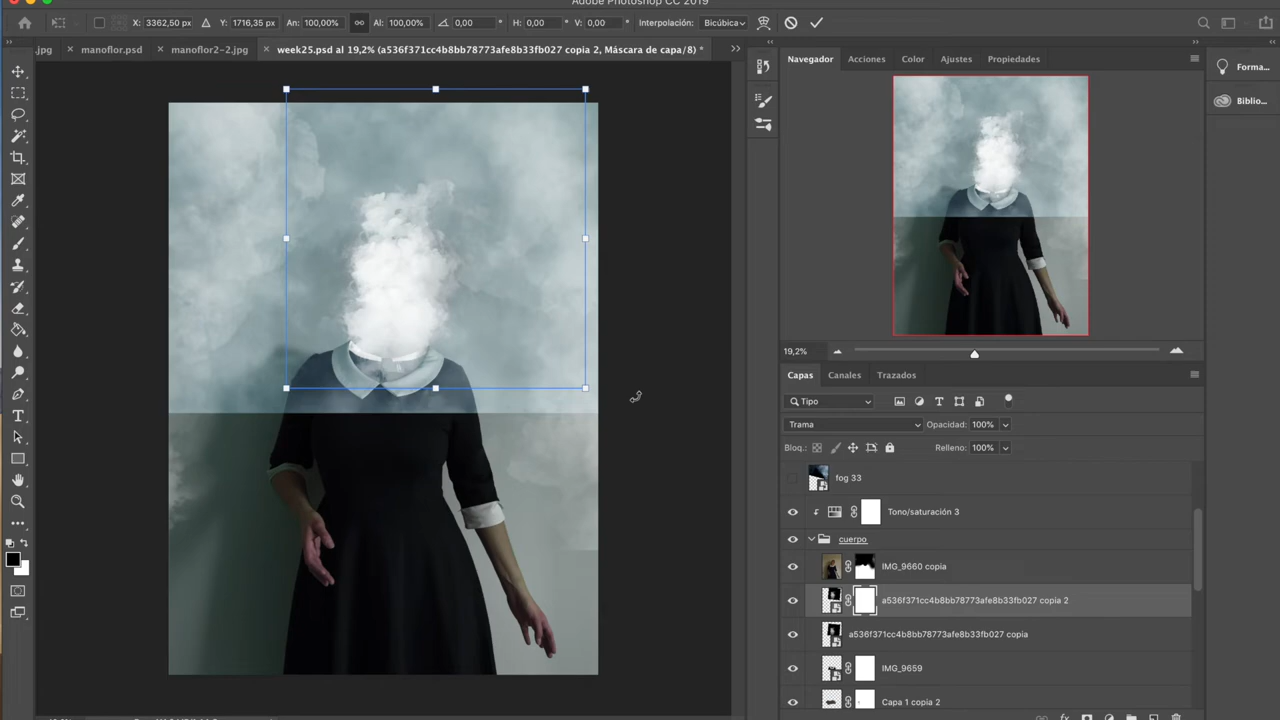 Adobe Photoshop CC 2019
X: 3362,50 px Y: 1716,35 px An: 100,00% Al: 100,00% 0,00 ° H: 0,00 ° V: 0,00 ° Interpolación: Bicúbica
.jpg × manoflor.psd × manoflor2-2.jpg × week25.psd al 19,2% (a536f371cc4b8bb78773afe8b33fb027 copia 2, Máscara de capa/8) *
Navegador Acciones Color Ajustes Propiedades
Forma...
Biblio...
19,2%
Capas Canales Trazados
Tipo
Trama Opacidad: 100%
Bloq.: Relleno: 100%
fog 33
Tono/saturación 3
cuerpo
IMG_9660 copia
a536f371cc4b8bb78773afe8b33fb027 copia 2
a536f371cc4b8bb78773afe8b33fb027 copia
IMG_9659
Capa 1 copia 2
fx